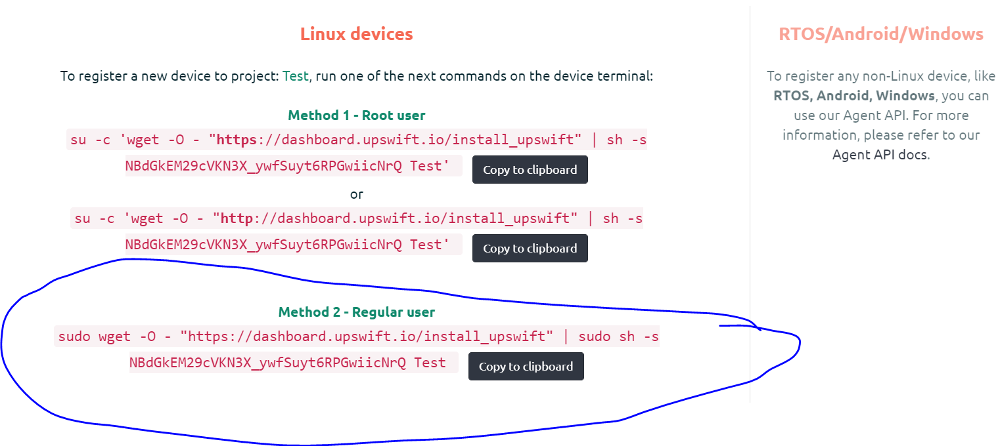 Linux devices
To register a new device to project: Test, run one of the next commands on the device terminal:
Method 1 - Root user
su -c 'wget -O - "https://dashboard.upswift.io/install_upswift" | sh -s
NBdGkEM29cVKN3X_ywfSuyt6RPGwiicNrQ Test'
Copy to clipboard
or
su -c 'wget -O - "http://dashboard.upswift.io/install_upswift" | sh -s
NBdGkEM29cVKN3X_ywfSuyt6RPGwiicNrQ Test'
Copy to clipboard
Method 2 - Regular user
sudo wget -O - "https://dashboard.upswift.io/install_upswift" | sudo sh -s
NBdGkEM29cVKN3X_ywfSuyt6RPGwiicNrQ Test
Copy to clipboard
RTOS/Android/Windows
To register any non-Linux device, like
RTOS, Android, Windows, you can
use our Agent API. For more
information, please refer to our
Agent API docs.